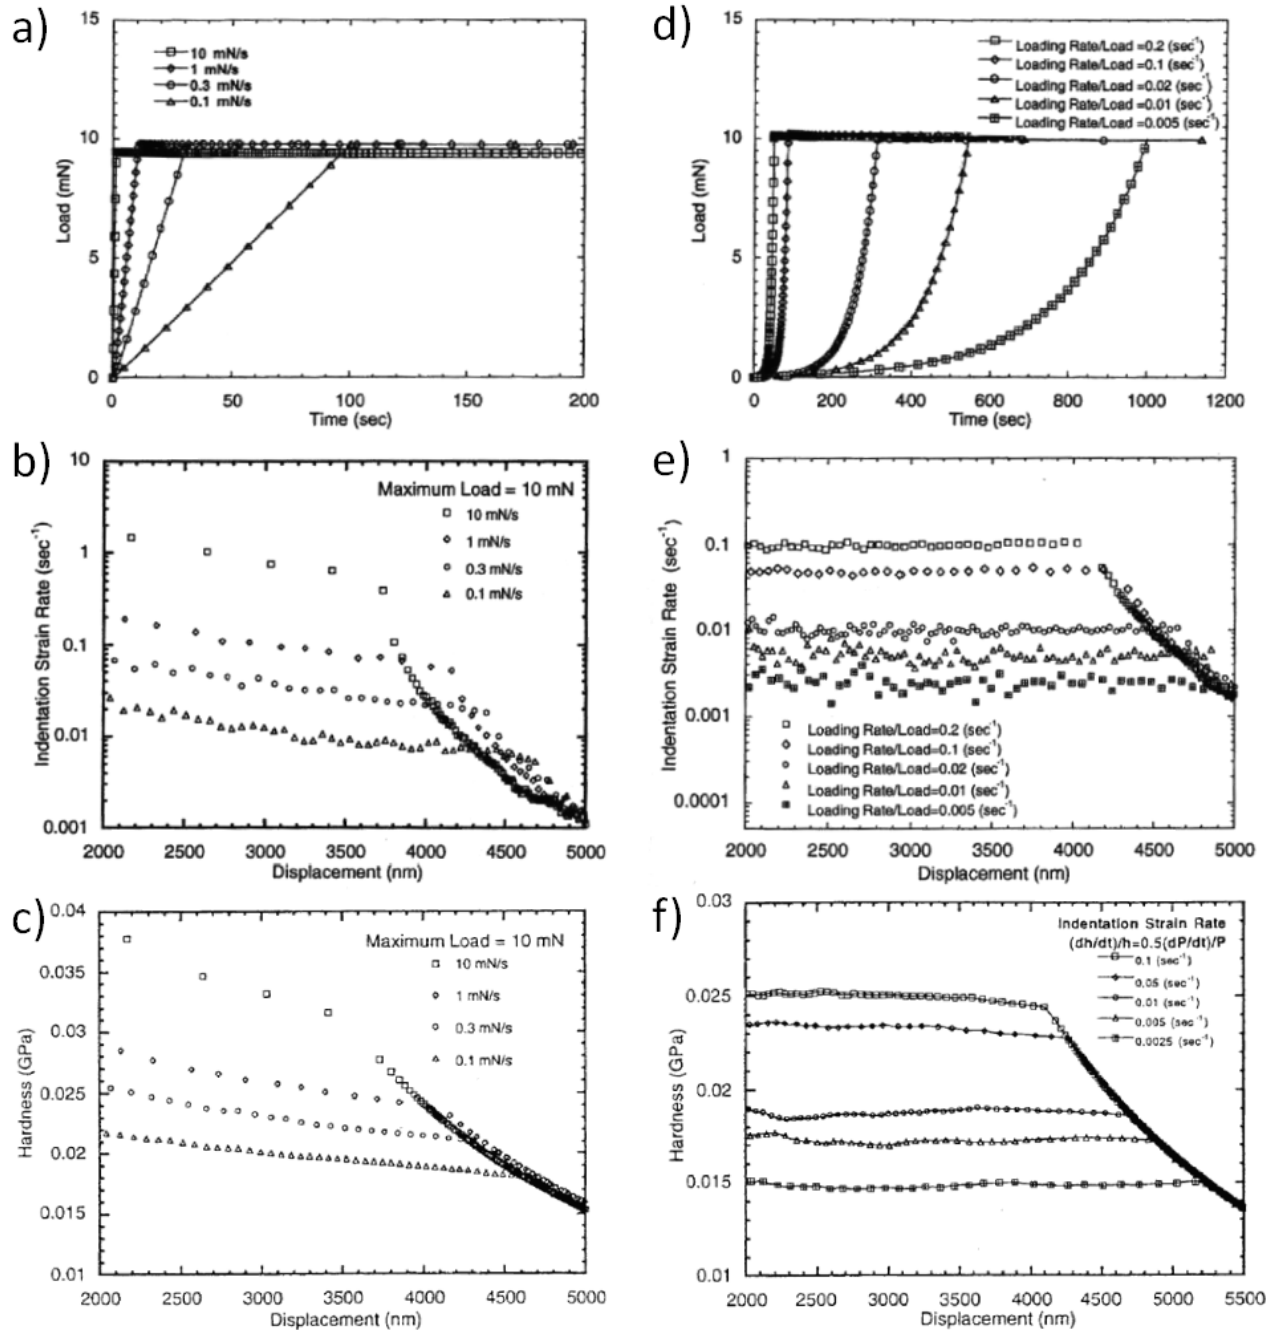 a)
15
10
5
0
Load (mN)
10 mN/s
1 mN/s
0.3 mN/s
0.1 mN/s
0 50 100 150 200
Time (sec)
d)
15
10
5
0
Load (mN)
Loading Rate/Load =0.2 (sec⁻¹)
Loading Rate/Load =0.1 (sec⁻¹)
Loading Rate/Load =0.02 (sec⁻¹)
Loading Rate/Load =0.01 (sec⁻¹)
Loading Rate/Load =0.005 (sec⁻¹)
0 200 400 600 800 1000 1200
Time (sec)
b)
10
1
0.1
0.01
0.001
Indentation Strain Rate (sec⁻¹)
Maximum Load = 10 mN
10 mN/s
1 mN/s
0.3 mN/s
0.1 mN/s
2000 2500 3000 3500 4000 4500 5000
Displacement (nm)
e)
1
0.1
0.01
0.001
0.0001
Indentation Strain Rate (sec⁻¹)
Loading Rate/Load=0.2 (sec⁻¹)
Loading Rate/Load=0.1 (sec⁻¹)
Loading Rate/Load=0.02 (sec⁻¹)
Loading Rate/Load=0.01 (sec⁻¹)
Loading Rate/Load=0.005 (sec⁻¹)
2000 2500 3000 3500 4000 4500 5000
Displacement (nm)
c)
0.04
0.035
0.03
0.025
0.02
0.015
0.01
Hardness (GPa)
Maximum Load = 10 mN
10 mN/s
1 mN/s
0.3 mN/s
0.1 mN/s
2000 2500 3000 3500 4000 4500 5000
Displacement (nm)
f)
0.03
0.025
0.02
0.015
0.01
Hardness (GPa)
Indentation Strain Rate
(dh/dt)/h=0.5(dP/dt)/P
0.1 (sec⁻¹)
0.05 (sec⁻¹)
0.01 (sec⁻¹)
0.005 (sec⁻¹)
0.0025 (sec⁻¹)
2000 2500 3000 3500 4000 4500 5000 5500
Displacement (nm)